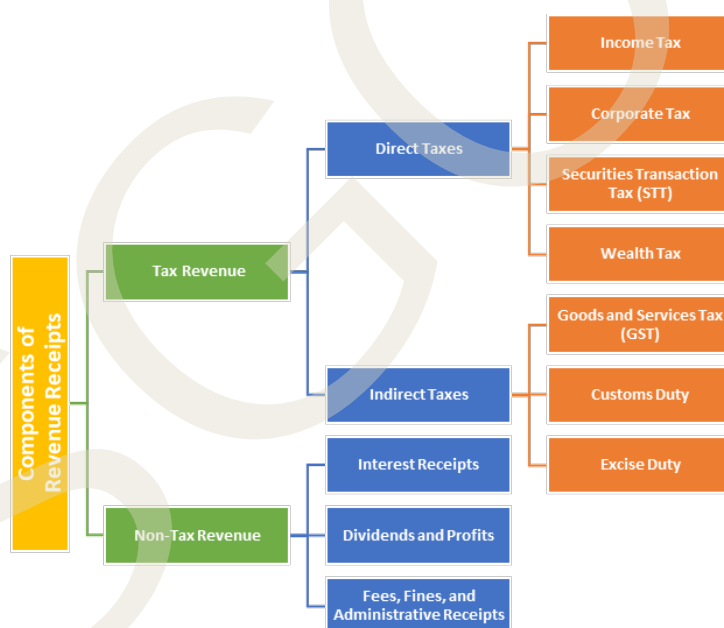 Components of
Revenue Receipts
Tax Revenue
Direct Taxes
Income Tax
Corporate Tax
Securities Transaction
Tax (STT)
Wealth Tax
Indirect Taxes
Goods and Services Tax
(GST)
Customs Duty
Excise Duty
Non-Tax Revenue
Interest Receipts
Dividends and Profits
Fees, Fines, and
Administrative Receipts